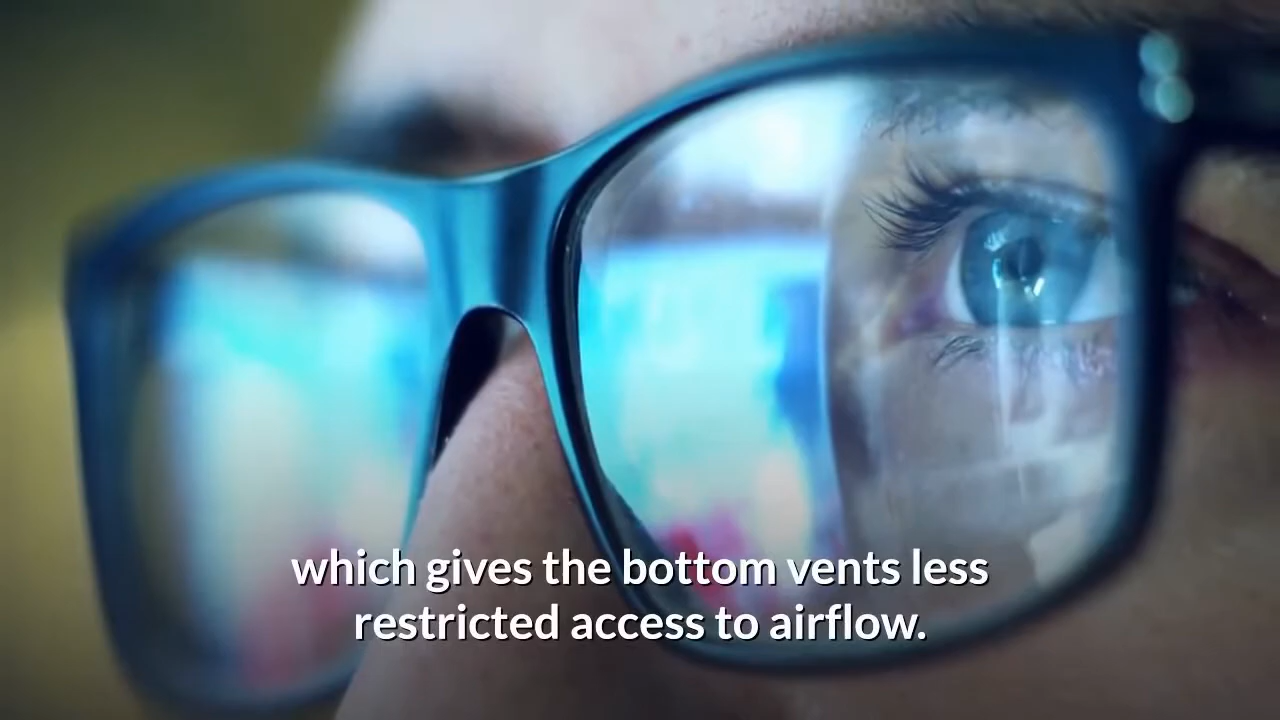 which gives the bottom vents less
restricted access to airflow.